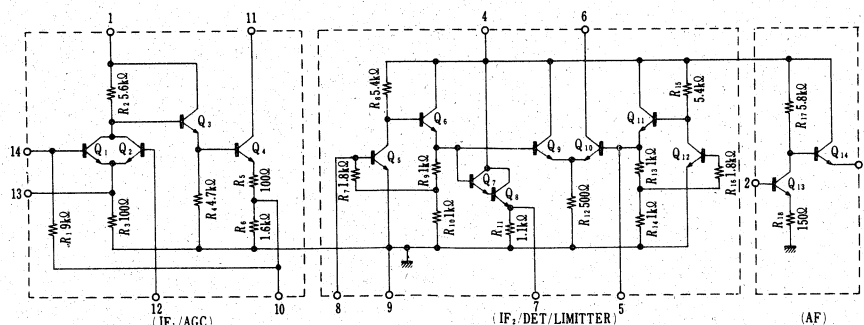 1
11
4
6
R2 5.6kΩ
Q3
14
Q1
Q2
Q4
13
R5 100Ω
R3 100Ω
R4 4.7kΩ
R1 9kΩ
R6 1.6kΩ
12
10
(IF1/AGC)
R8 5.4kΩ
Q6
Q5
R7 1.8kΩ
R9 1kΩ
Q7
Q8
R10 1kΩ
R11 1.1kΩ
Q9
Q10
R12 500Ω
Q11
R15 5.4kΩ
Q12
R13 1kΩ
R16 1.8kΩ
R14 1kΩ
8
9
7
5
(IF2/DET/LIMITTER)
R17 5.8kΩ
Q14
2
Q13
R18 150Ω
(AF)